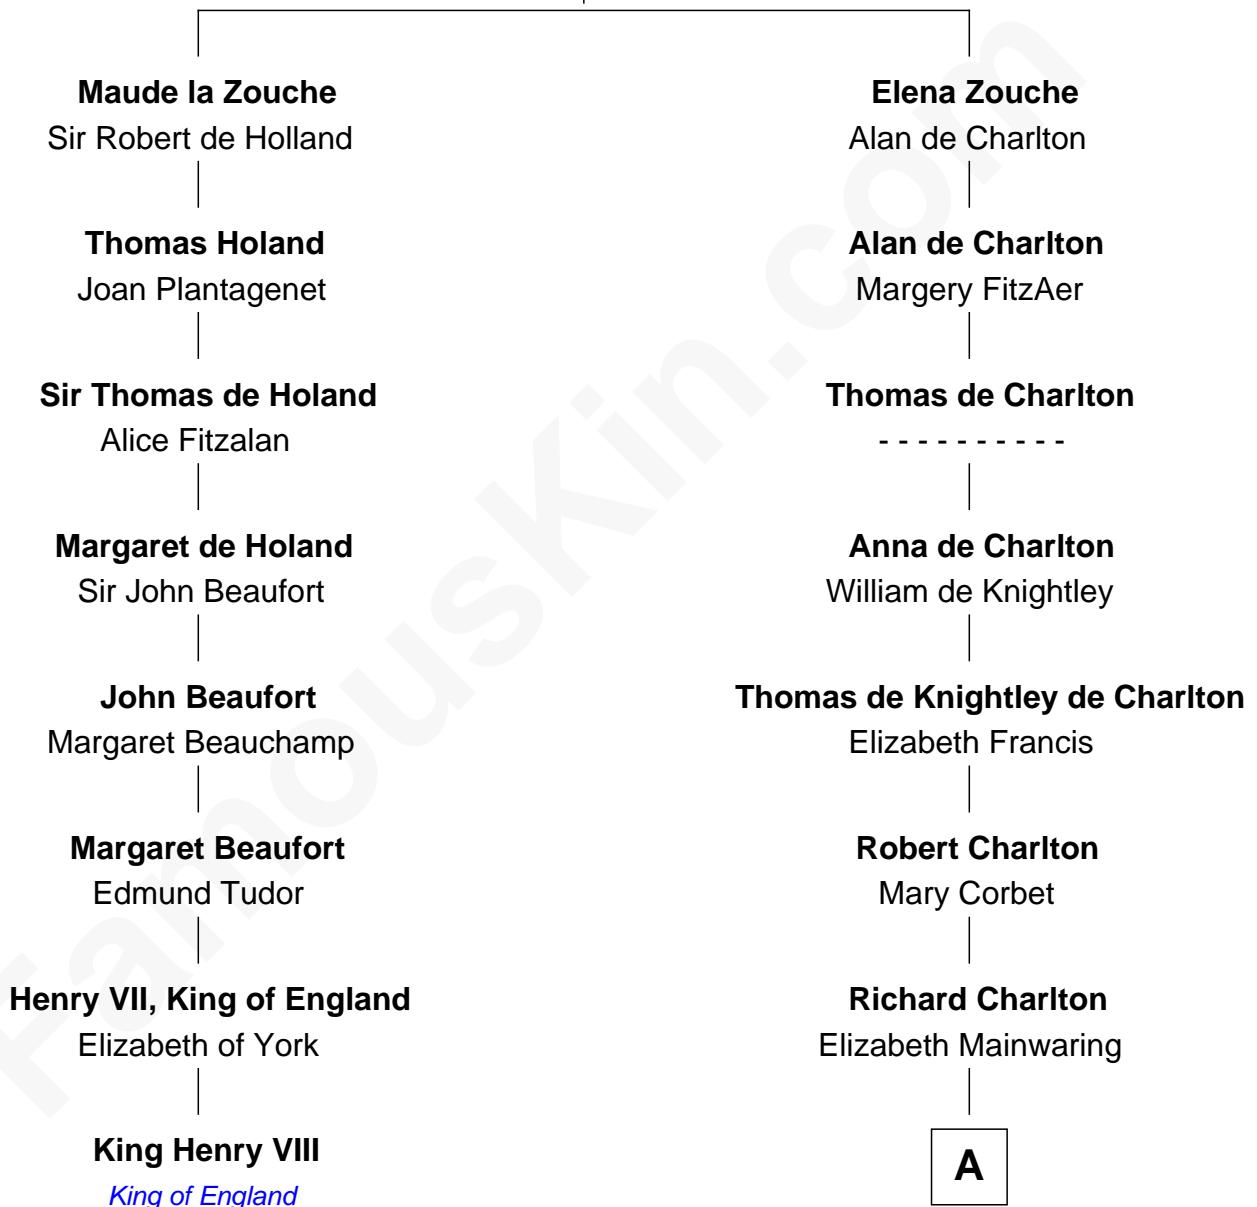 Maude la Zouche
Sir Robert de Holland
Thomas Holand
Joan Plantagenet
Sir Thomas de Holand
Alice Fitzalan
Margaret de Holand
Sir John Beaufort
John Beaufort
Margaret Beauchamp
Margaret Beaufort
Edmund Tudor
Henry VII, King of England
Elizabeth of York
King Henry VIII
King of England
Elena Zouche
Alan de Charlton
Alan de Charlton
Margery FitzAer
Thomas de Charlton
- - - - - - - - - -
Anna de Charlton
William de Knightley
Thomas de Knightley de Charlton
Elizabeth Francis
Robert Charlton
Mary Corbet
Richard Charlton
Elizabeth Mainwaring
A
FamousKin.com